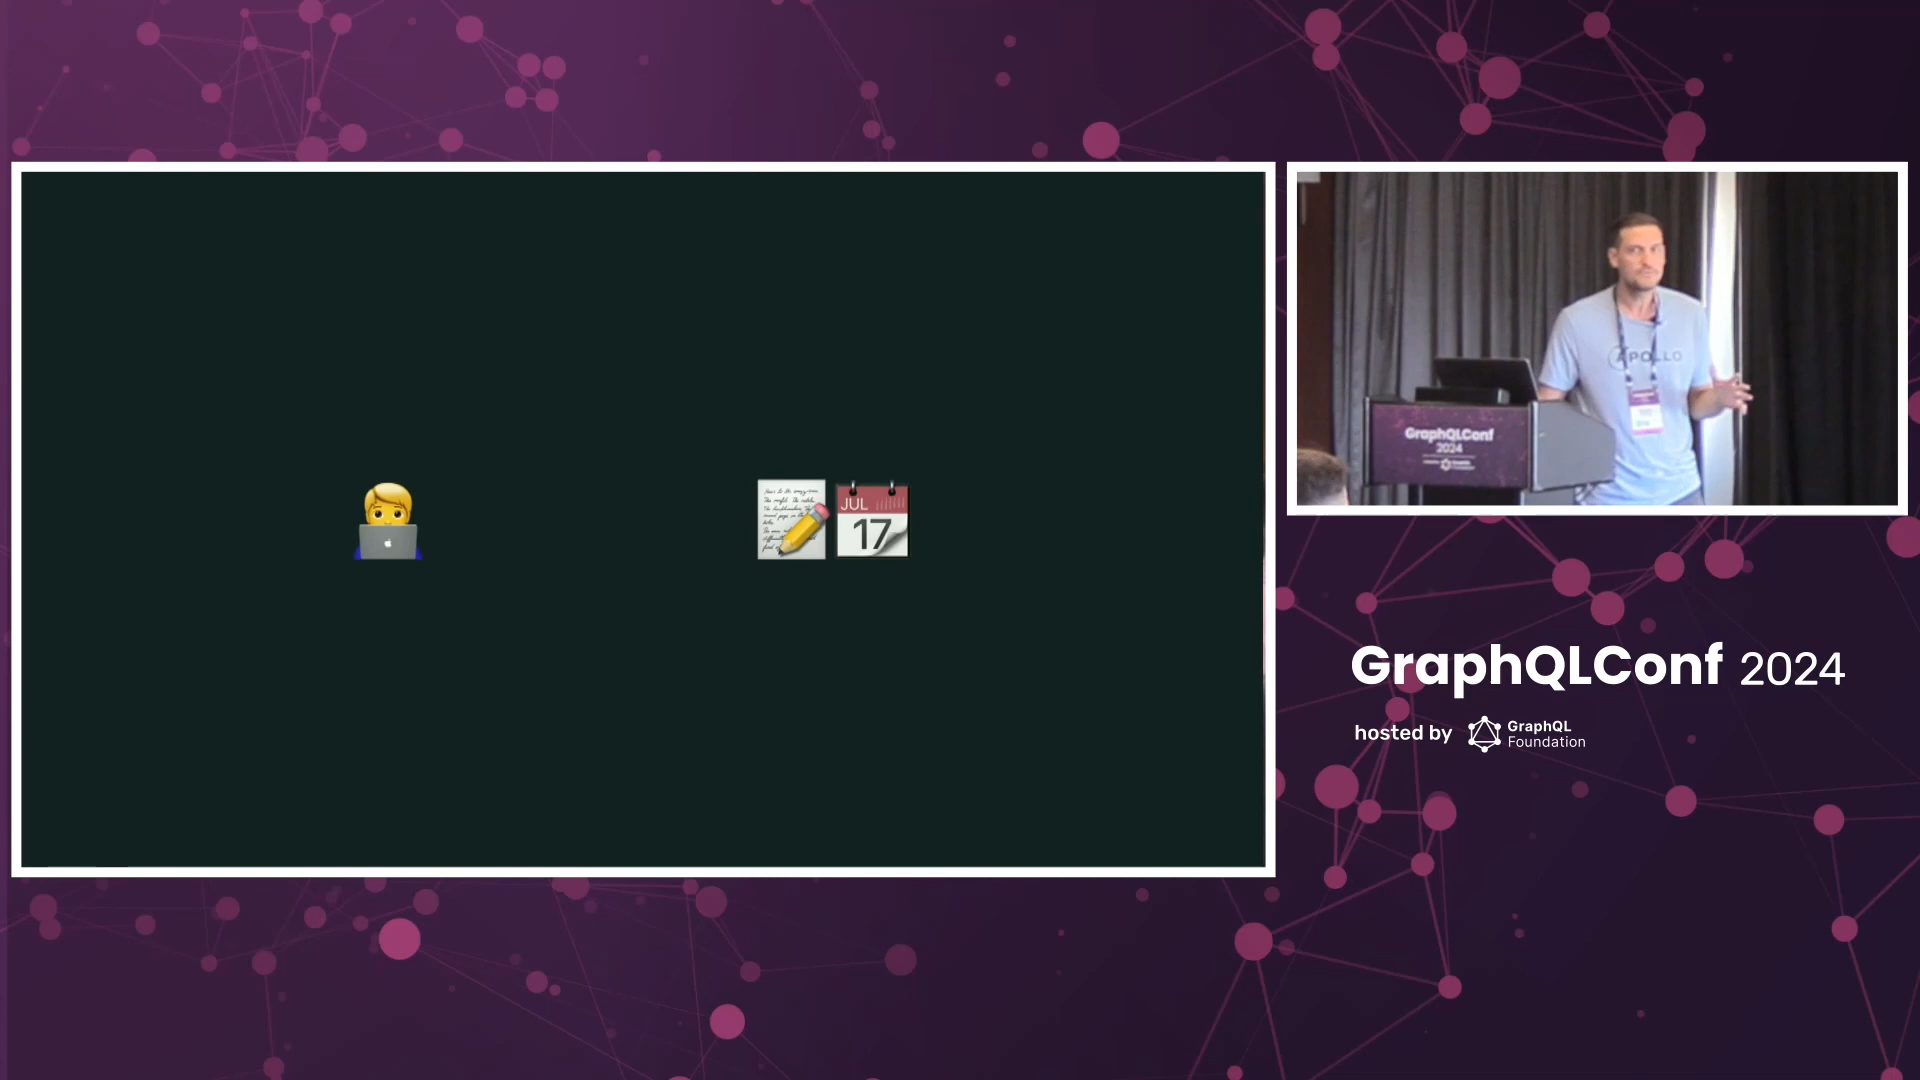 JUL
17
APOLLO
GraphQLConf
2024
GraphQLConf 2024
hosted by
GraphQL
Foundation